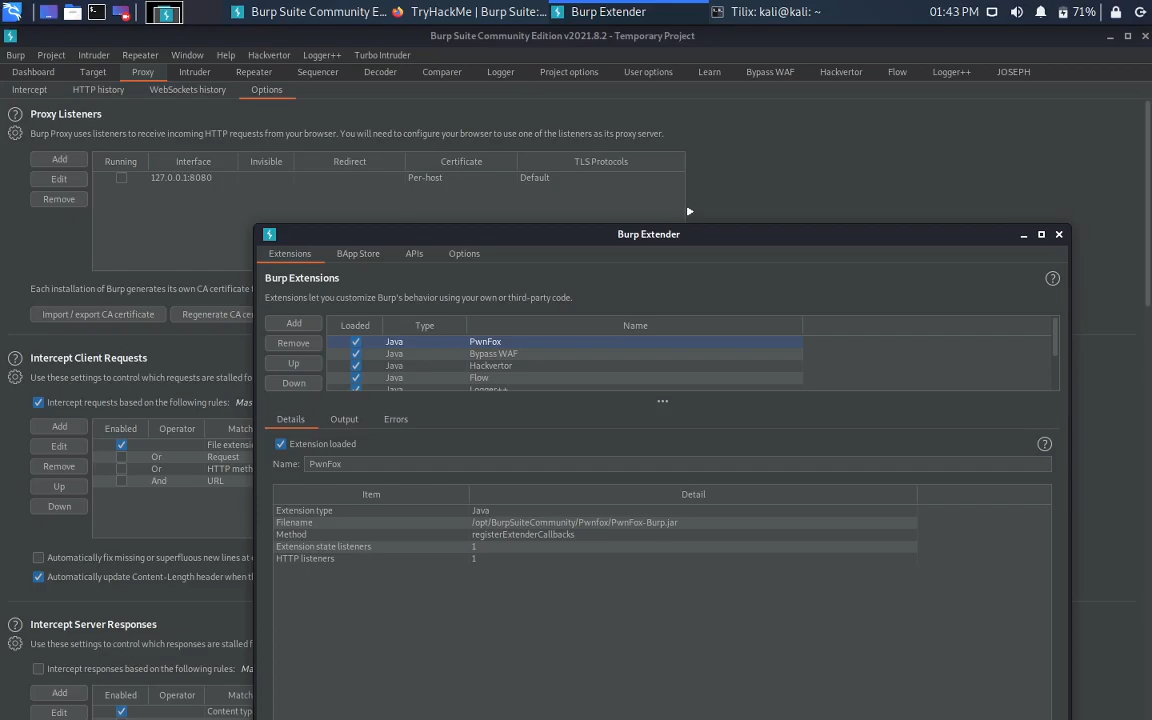 Burp Suite Community E...
TryHackMe | Burp Suite:...
Burp Extender
Tilix: kali@kali: ~
01:43 PM
71%
Burp Suite Community Edition v2021.8.2 - Temporary Project
Burp Project Intruder Repeater Window Help Hackvertor Logger++ Turbo Intruder
Dashboard Target Proxy Intruder Repeater Sequencer Decoder Comparer Logger Project options User options Learn Bypass WAF Hackvertor Flow Logger++ JOSEPH
Intercept HTTP history WebSockets history Options
Proxy Listeners
Burp Proxy uses listeners to receive incoming HTTP requests from your browser. You will need to configure your browser to use one of the listeners as its proxy server.
Add
Edit
Remove
Running Interface Invisible Redirect Certificate TLS Protocols
127.0.0.1:8080 Per-host Default
Each installation of Burp generates its own CA certificate t
Import / export CA certificate
Regenerate CA cer
Intercept Client Requests
Use these settings to control which requests are stalled fo
Intercept requests based on the following rules: Mas
Add
Edit
Remove
Up
Down
Enabled Operator Match
File extensi
Or Request
Or HTTP meth
And URL
Automatically fix missing or superfluous new lines at e
Automatically update Content-Length header when th
Intercept Server Responses
Use these settings to control which responses are stalled f
Intercept responses based on the following rules: Ma
Add
Edit
Enabled Operator Match
Content typ
Burp Extender
Extensions BApp Store APIs Options
Burp Extensions
Extensions let you customize Burp's behavior using your own or third-party code.
Add
Remove
Up
Down
Loaded Type Name
Java PwnFox
Java Bypass WAF
Java Hackvertor
Java Flow
Java Logger++
Details Output Errors
Extension loaded
Name: PwnFox
Item Detail
Extension type Java
Filename /opt/BurpSuiteCommunity/Pwnfox/PwnFox-Burp.jar
Method registerExtenderCallbacks
Extension state listeners 1
HTTP listeners 1